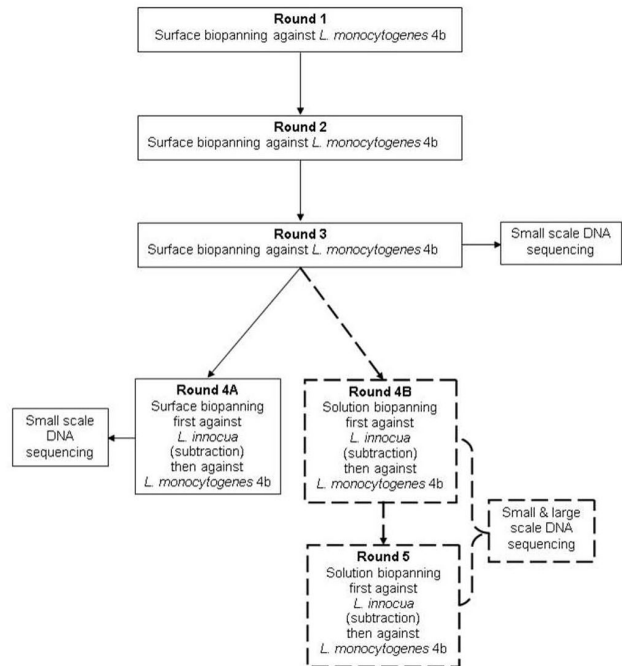 Round 1
Surface biopanning against L. monocytogenes 4b
Round 2
Surface biopanning against L. monocytogenes 4b
Round 3
Surface biopanning against L. monocytogenes 4b
Small scale DNA
sequencing
Round 4A
Surface biopanning
first against
L. innocua
(subtraction)
then against
L. monocytogenes 4b
Small scale
DNA
sequencing
Round 4B
Solution biopanning
first against
L. innocua
(subtraction)
then against
L. monocytogenes 4b
Small & large
scale DNA
sequencing
Round 5
Solution biopanning
first against
L. innocua
(subtraction)
then against
L. monocytogenes 4b